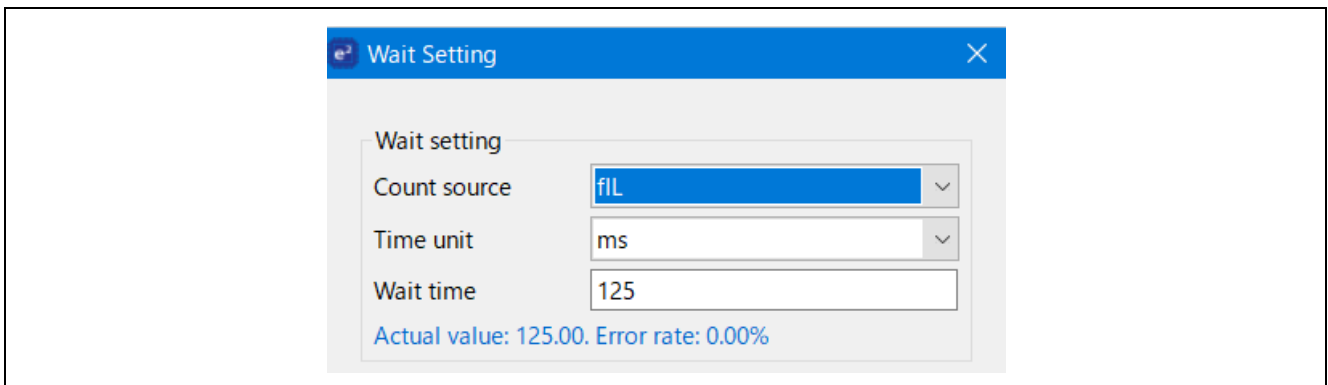 e² Wait Setting
Wait setting
Count source fIL
Time unit ms
Wait time 125
Actual value: 125.00. Error rate: 0.00%